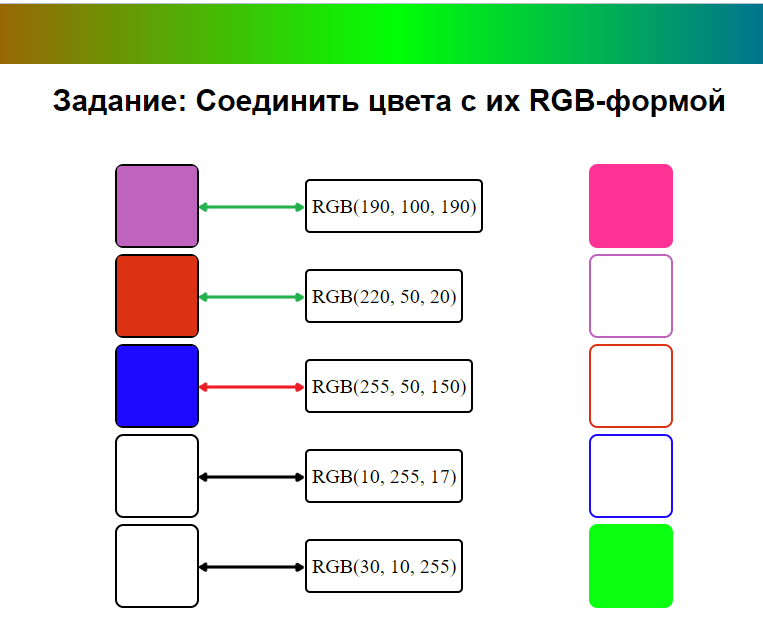 Задание: Соединить цвета с их RGB-формой
RGB(190, 100, 190)
RGB(220, 50, 20)
RGB(255, 50, 150)
RGB(10, 255, 17)
RGB(30, 10, 255)